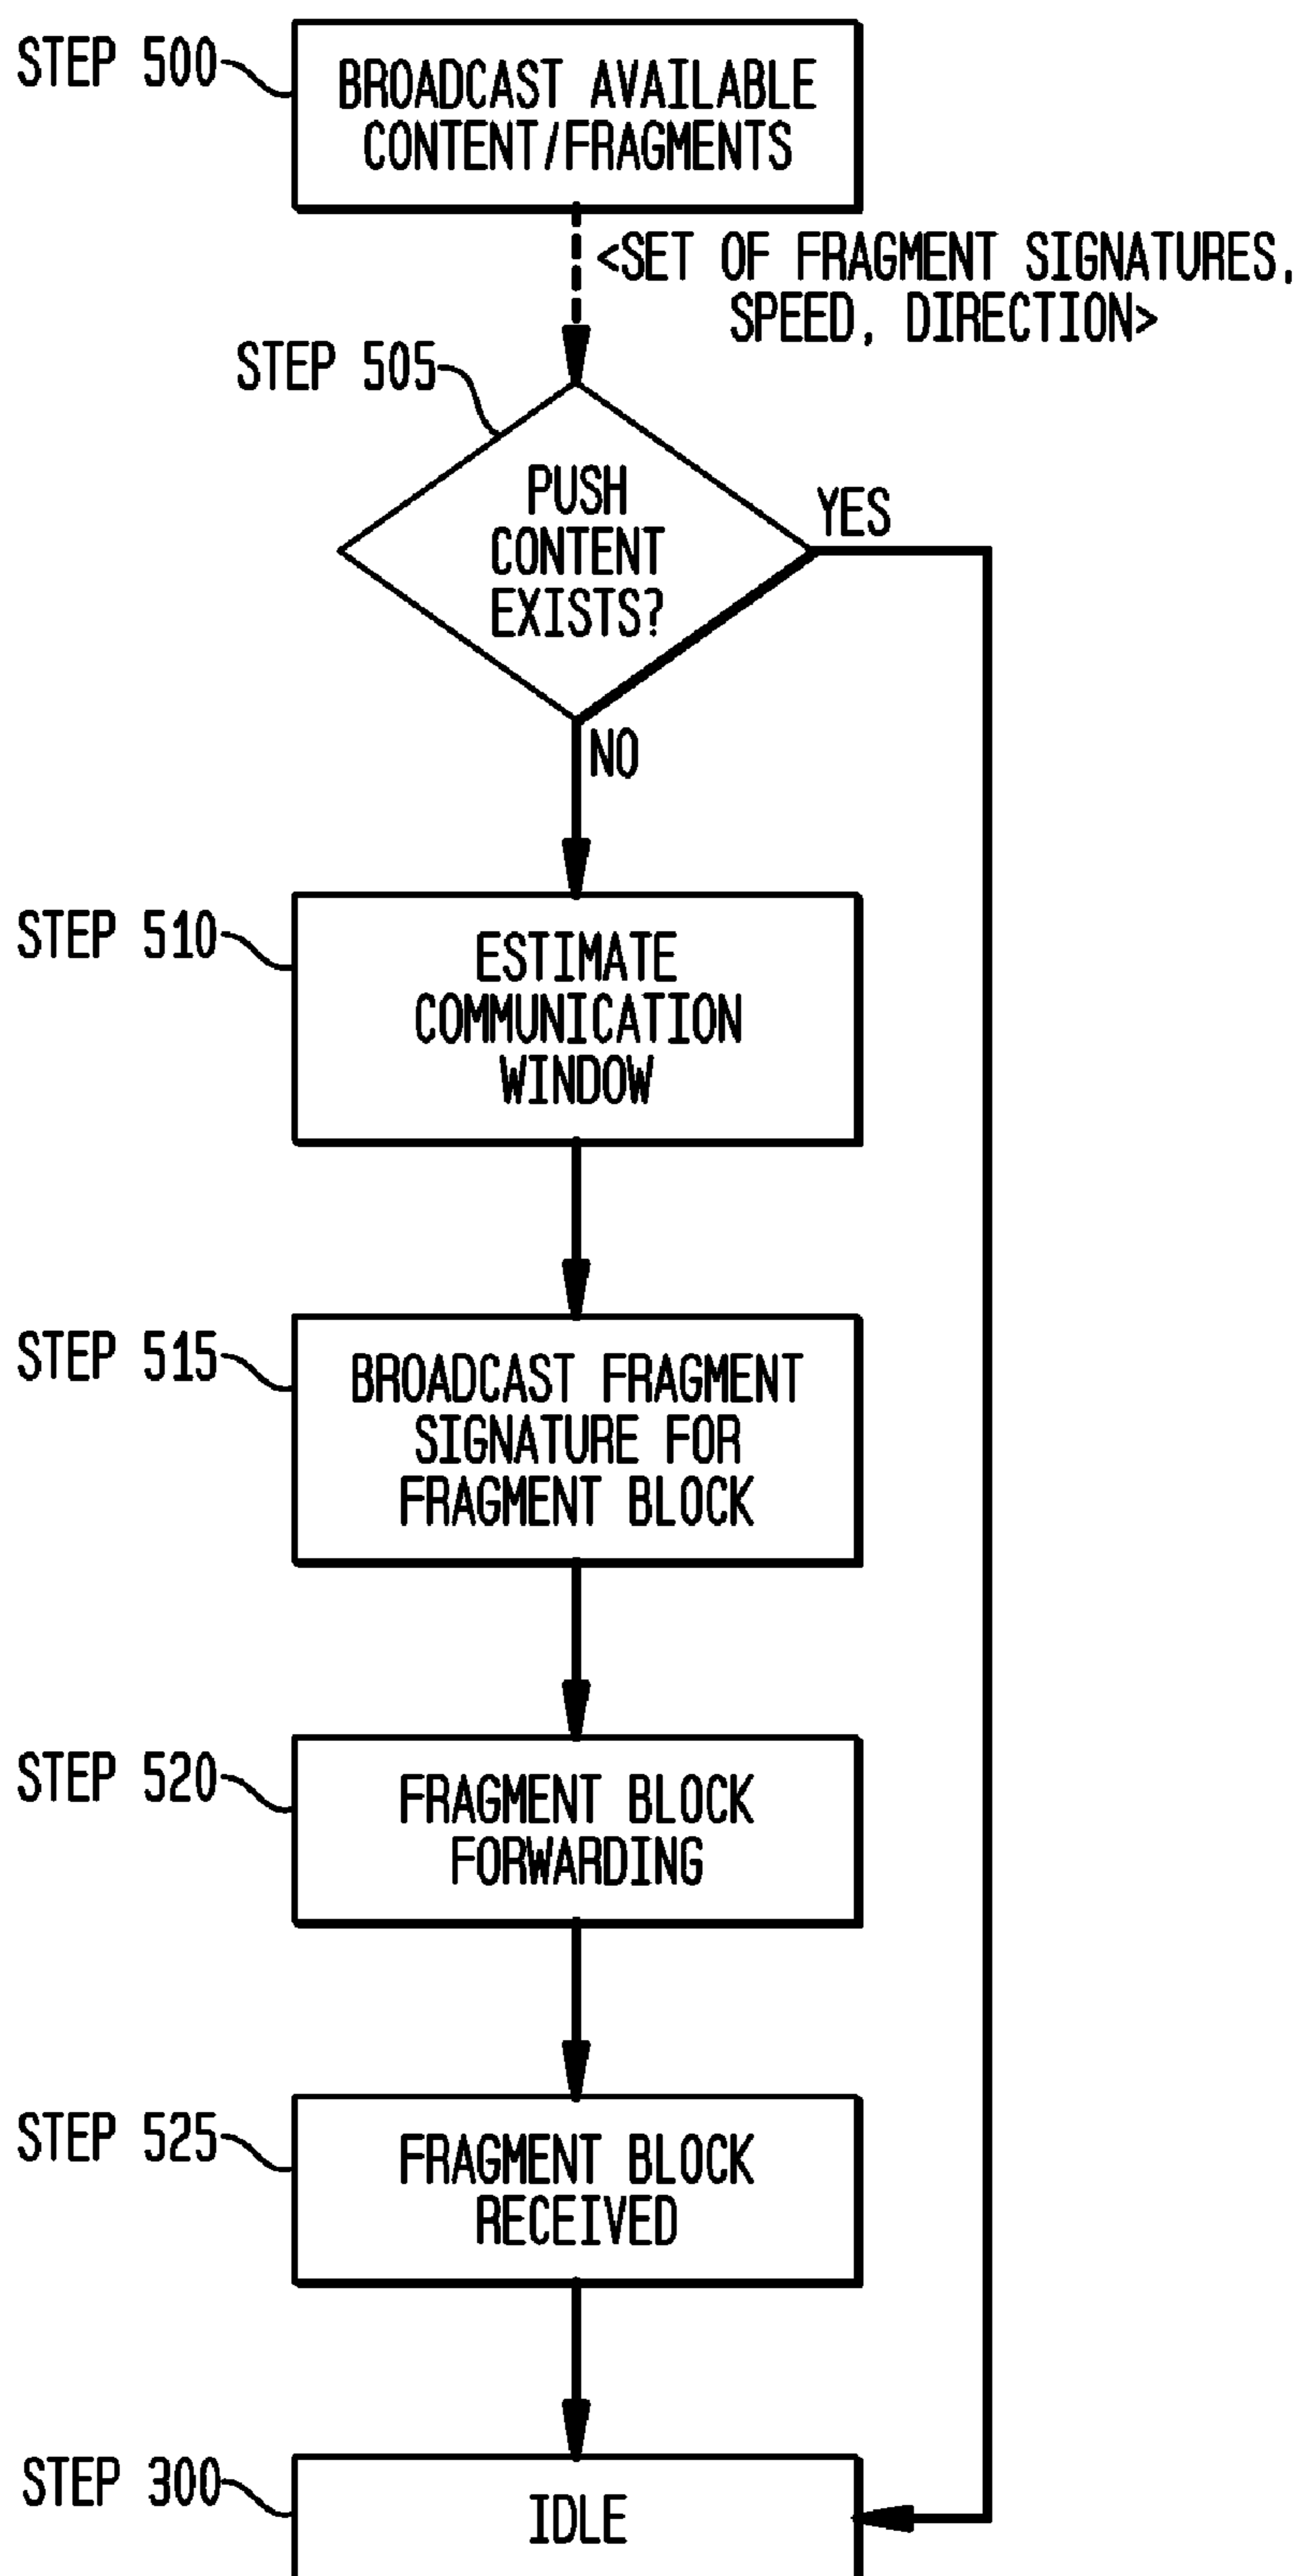 STEP 500
BROADCAST AVAILABLE
CONTENT/FRAGMENTS
<SET OF FRAGMENT SIGNATURES,
SPEED, DIRECTION>
STEP 505
PUSH
CONTENT
EXISTS?
YES
NO
STEP 510
ESTIMATE
COMMUNICATION
WINDOW
STEP 515
BROADCAST FRAGMENT
SIGNATURE FOR
FRAGMENT BLOCK
STEP 520
FRAGMENT BLOCK
FORWARDING
STEP 525
FRAGMENT BLOCK
RECEIVED
STEP 300
IDLE